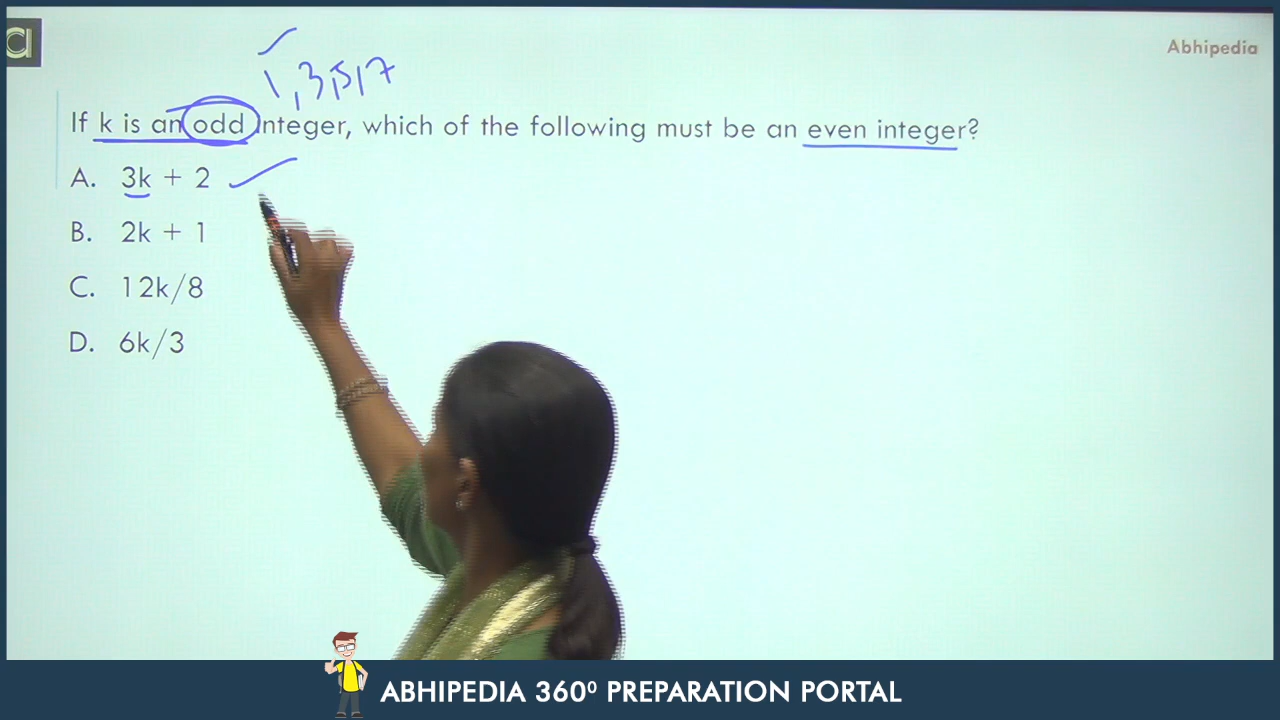 a
Abhipedia
1, 3, 5, 7
If k is an odd integer, which of the following must be an even integer?
A. 3k + 2
B. 2k + 1
C. 12k/8
D. 6k/3
ABHIPEDIA 360⁰ PREPARATION PORTAL